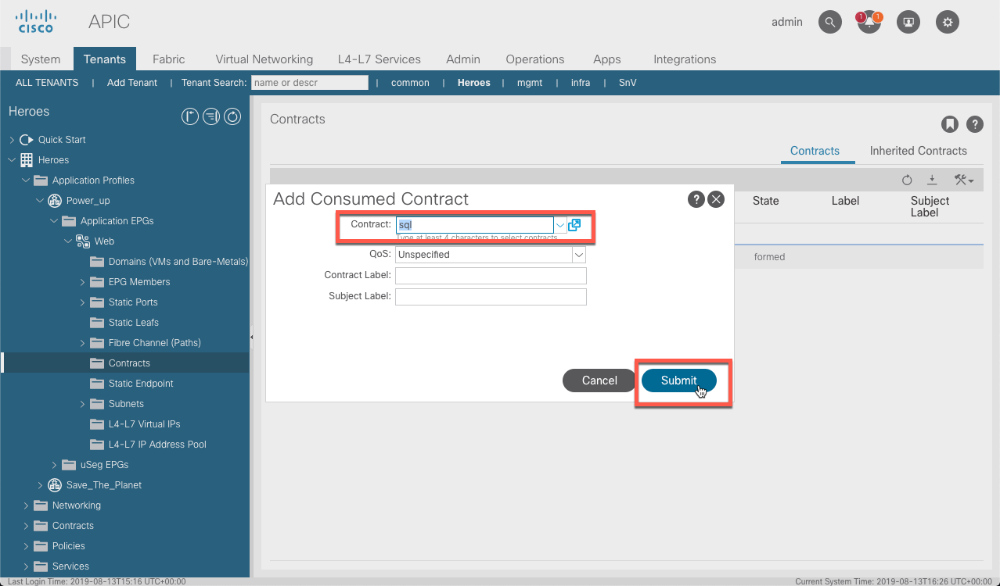 CISCO
APIC
admin
1
1
System Tenants Fabric Virtual Networking L4-L7 Services Admin Operations Apps Integrations
ALL TENANTS | Add Tenant | Tenant Search: name or descr | common | Heroes | mgmt | infra | SnV
Heroes
Quick Start
Heroes
Application Profiles
Power_up
Application EPGs
Web
Domains (VMs and Bare-Metals)
EPG Members
Static Ports
Static Leafs
Fibre Channel (Paths)
Contracts
Static Endpoint
Subnets
L4-L7 Virtual IPs
L4-L7 IP Address Pool
uSeg EPGs
Save_The_Planet
Networking
Contracts
Policies
Services
Contracts
?
Contracts Inherited Contracts
State Label Subject
Label
formed
Add Consumed Contract
?
Contract: sql
Type at least 4 characters to select contracts
QoS: Unspecified
Contract Label:
Subject Label:
Cancel Submit
Last Login Time: 2019-08-13T15:16 UTC+00:00
Current System Time: 2019-08-13T16:26 UTC+00:00